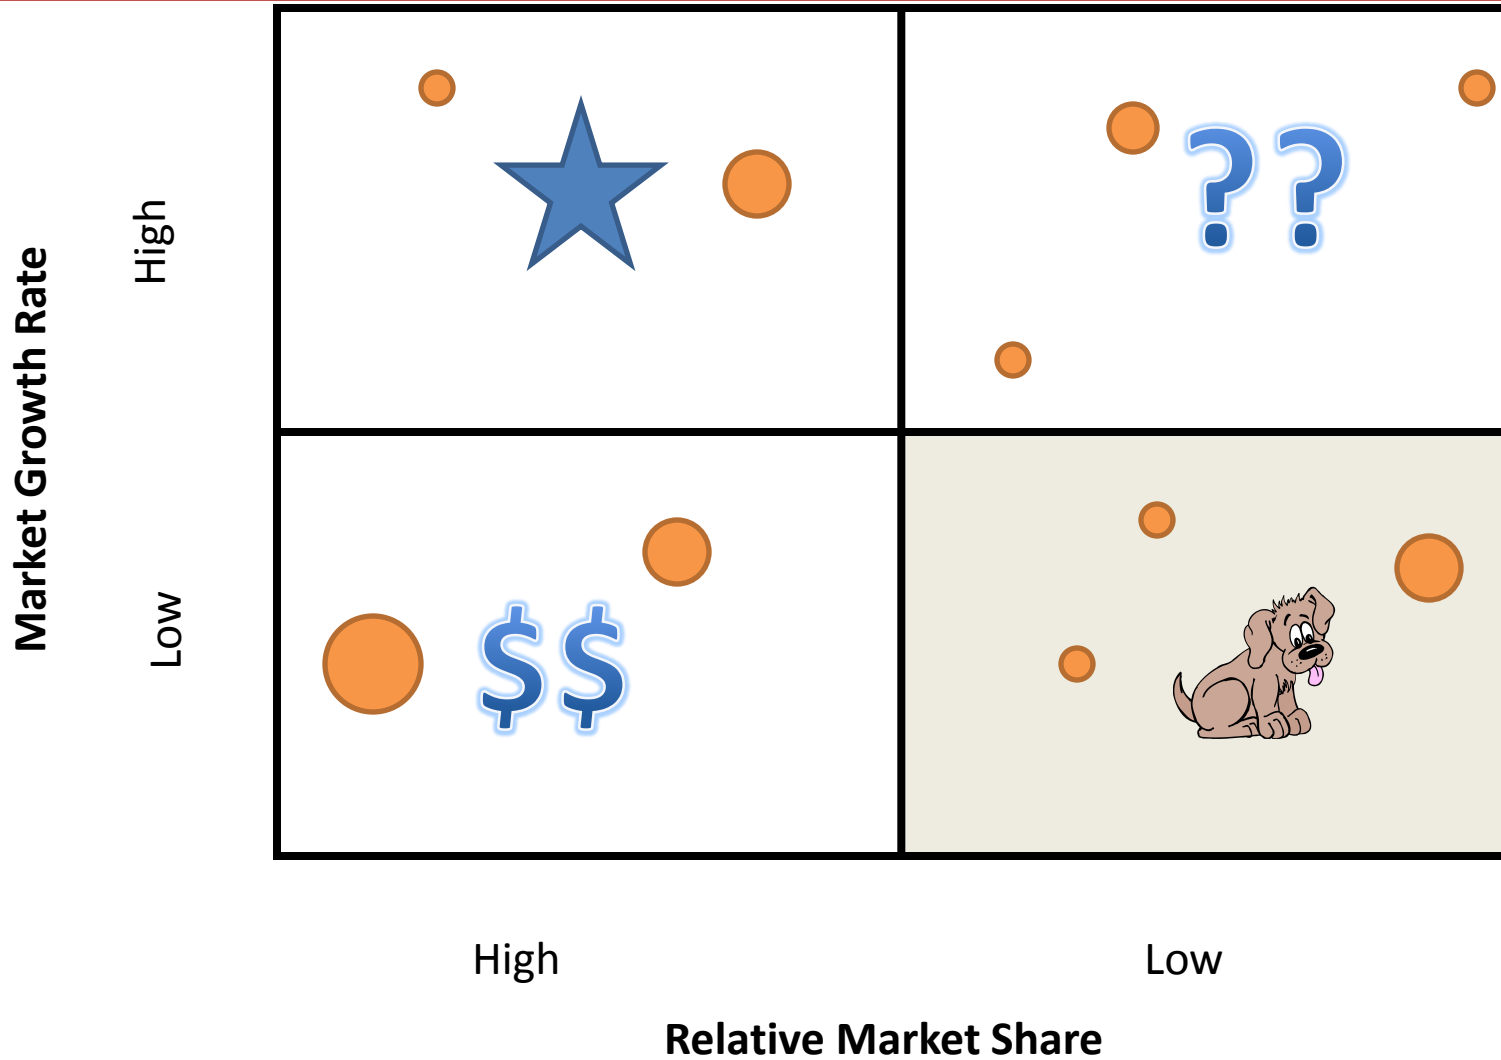 High
??
Market Growth Rate
Low
$$
High
Low
Relative Market Share